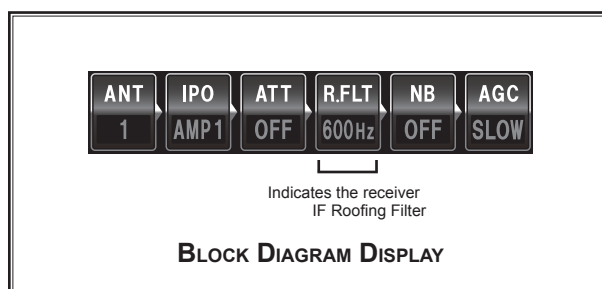 ANT IPO ATT R.FLT NB AGC
1 AMP1 OFF 600Hz OFF SLOW
Indicates the receiver
IF Roofing Filter
BLOCK DIAGRAM DISPLAY